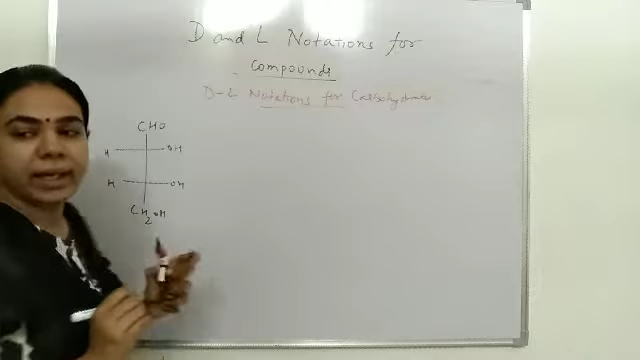 D and L Notations for
Compounds
D-L Notations for Carbohydrates
CHO
H OH
H OH
CH2OH